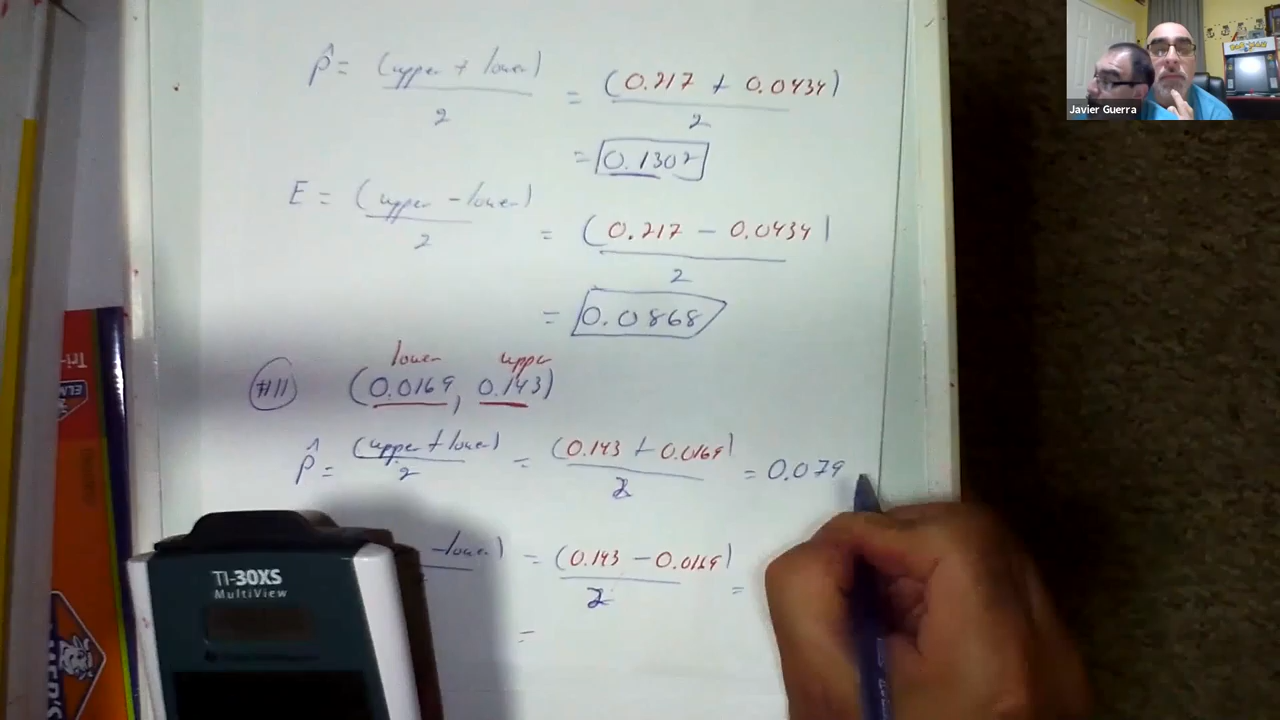 Javier Guerra
p̂ = (upper + lower) / 2 = (0.217 + 0.0434) / 2
= 0.1302
E = (upper - lower) / 2 = (0.217 - 0.0434) / 2
= 0.0868
lower upper
#11 (0.0169, 0.143)
p̂ = (upper + lower) / 2 = (0.143 + 0.0169) / 2 = 0.079
- lower) = (0.143 - 0.0169) / 2 =
=
TI-30XS
MultiView
Tri-
ELM